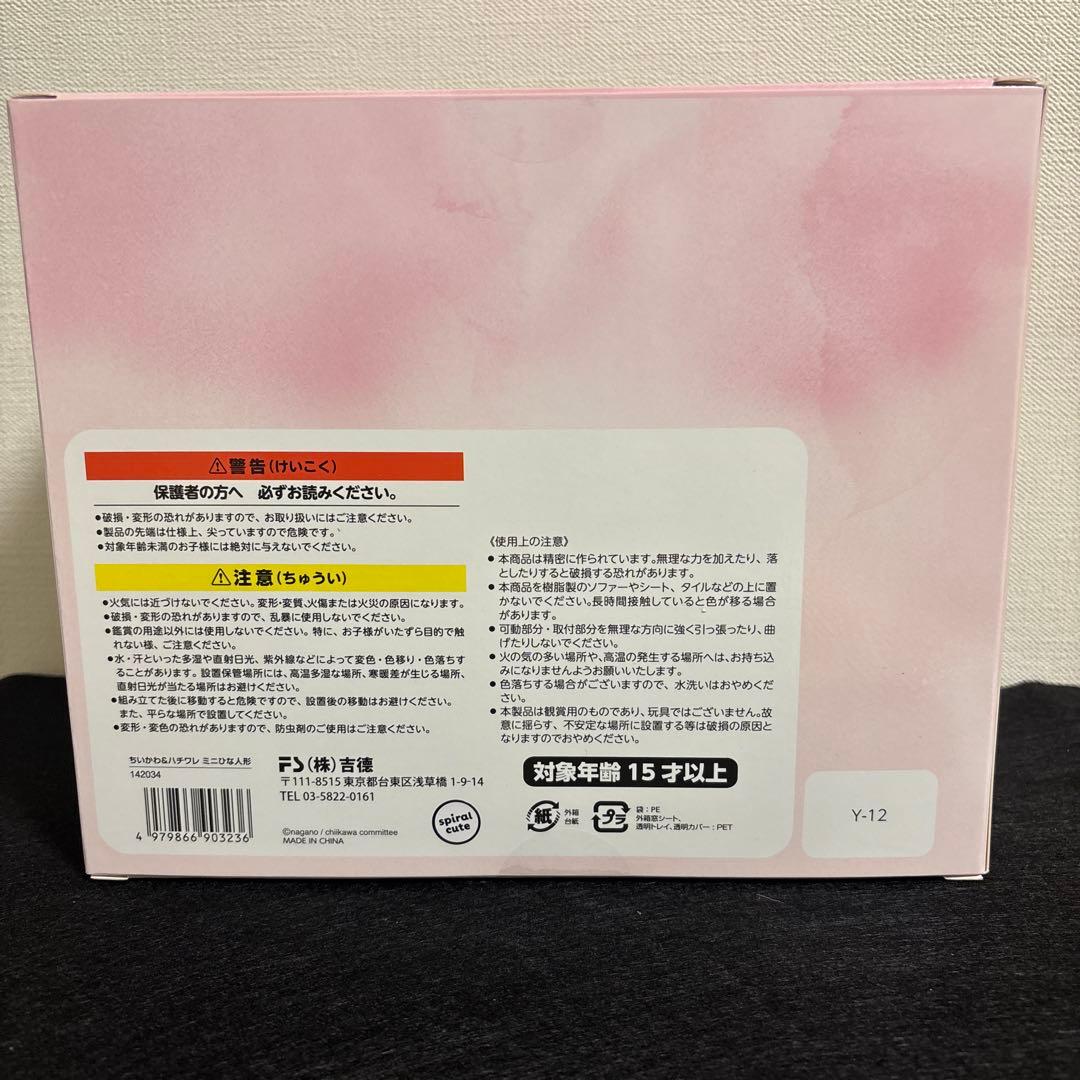 ⚠警告(けいこく)
保護者の方へ 必ずお読みください。
●破損・変形の恐れがありますので、お取り扱いにはご注意ください。
●製品の先端は仕様上、尖っていますので危険です。
●対象年齢未満のお子様には絶対に与えないでください。
⚠注意(ちゅうい)
●火気には近づけないでください。変形・変質、火傷または火災の原因になります。
●破損・変形の恐れがありますので、乱暴に使用しないでください。
●鑑賞の用途以外には使用しないでください。特に、お子様がいたずら目的で触
れない様、ご注意ください。
●水・汗といった多湿や直射日光、紫外線などによって変色・色移り・色落ちす
ることがあります。設置保管場所には、高温多湿な場所、寒暖差が生じる場所、
直射日光が当たる場所はお避けください。
●組み立てた後に移動すると危険ですので、設置後の移動はお避けください。
また、平らな場所で設置してください。
●変形・変色の恐れがありますので、防虫剤のご使用はご注意ください。
ちいかわ&ハチワレ ミニひな人形
142034
4 979866 903236
(株)吉德
〒111-8515 東京都台東区浅草橋 1-9-14
TEL 03-5822-0161
©nagano / chiikawa committee
MADE IN CHINA
spiral
cute
《使用上の注意》
●本商品は精密に作られています。無理な力を加えたり、落
としたりすると破損する恐れがあります。
●本商品を樹脂製のソファーやシート、タイルなどの上に置
かないでください。長時間接触していると色が移る場合
があります。
●可動部分・取付部分を無理な方向に強く引っ張ったり、曲
げたりしないでください。
●火の気の多い場所や、高温の発生する場所へは、お持ち込
みになりませんようお願いいたします。
●色落ちする場合がございますので、水洗いはおやめくだ
さい。
●本製品は観賞用のものであり、玩具ではございません。故
意に揺らす、不安定な場所に設置する等は破損の原因と
なりますのでおやめください。
対象年齢 15 才以上
紙
外箱
台紙
プラ
袋:PE
外箱窓シート、
透明トレイ、透明カバー:PET
Y-12